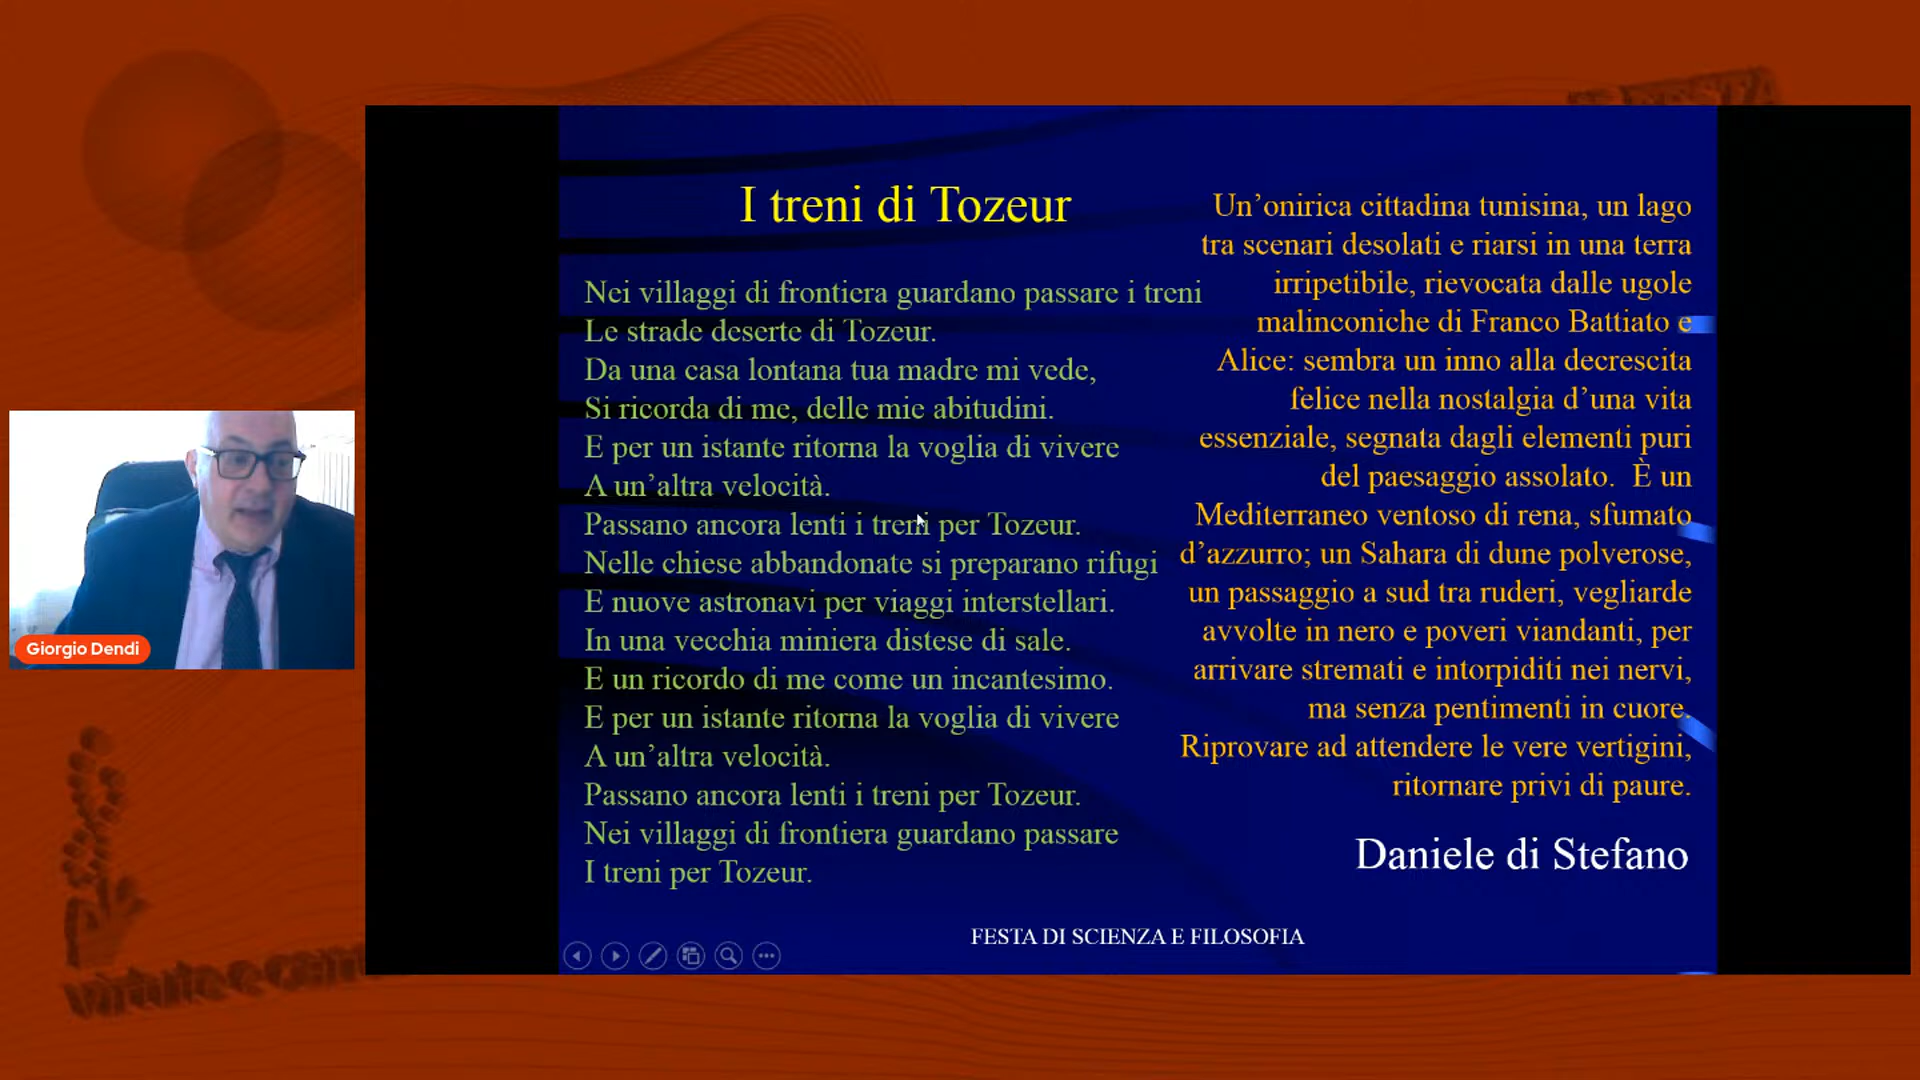 I treni di Tozeur
Nei villaggi di frontiera guardano passare i treni
Le strade deserte di Tozeur.
Da una casa lontana tua madre mi vede,
Si ricorda di me, delle mie abitudini.
E per un istante ritorna la voglia di vivere
A un’altra velocità.
Passano ancora lenti i treni per Tozeur.
Nelle chiese abbandonate si preparano rifugi
E nuove astronavi per viaggi interstellari.
In una vecchia miniera distese di sale.
E un ricordo di me come un incantesimo.
E per un istante ritorna la voglia di vivere
A un’altra velocità.
Passano ancora lenti i treni per Tozeur.
Nei villaggi di frontiera guardano passare
I treni per Tozeur.
Un’onirica cittadina tunisina, un lago
tra scenari desolati e riarsi in una terra
irripetibile, rievocata dalle ugole
malinconiche di Franco Battiato e
Alice: sembra un inno alla decrescita
felice nella nostalgia d’una vita
essenziale, segnata dagli elementi puri
del paesaggio assolato. È un
Mediterraneo ventoso di rena, sfumato
d’azzurro; un Sahara di dune polverose,
un passaggio a sud tra ruderi, vegliarde
avvolte in nero e poveri viandanti, per
arrivare stremati e intorpiditi nei nervi,
ma senza pentimenti in cuore.
Riprovare ad attendere le vere vertigini,
ritornare privi di paure.
Daniele di Stefano
FESTA DI SCIENZA E FILOSOFIA
Giorgio Dendi